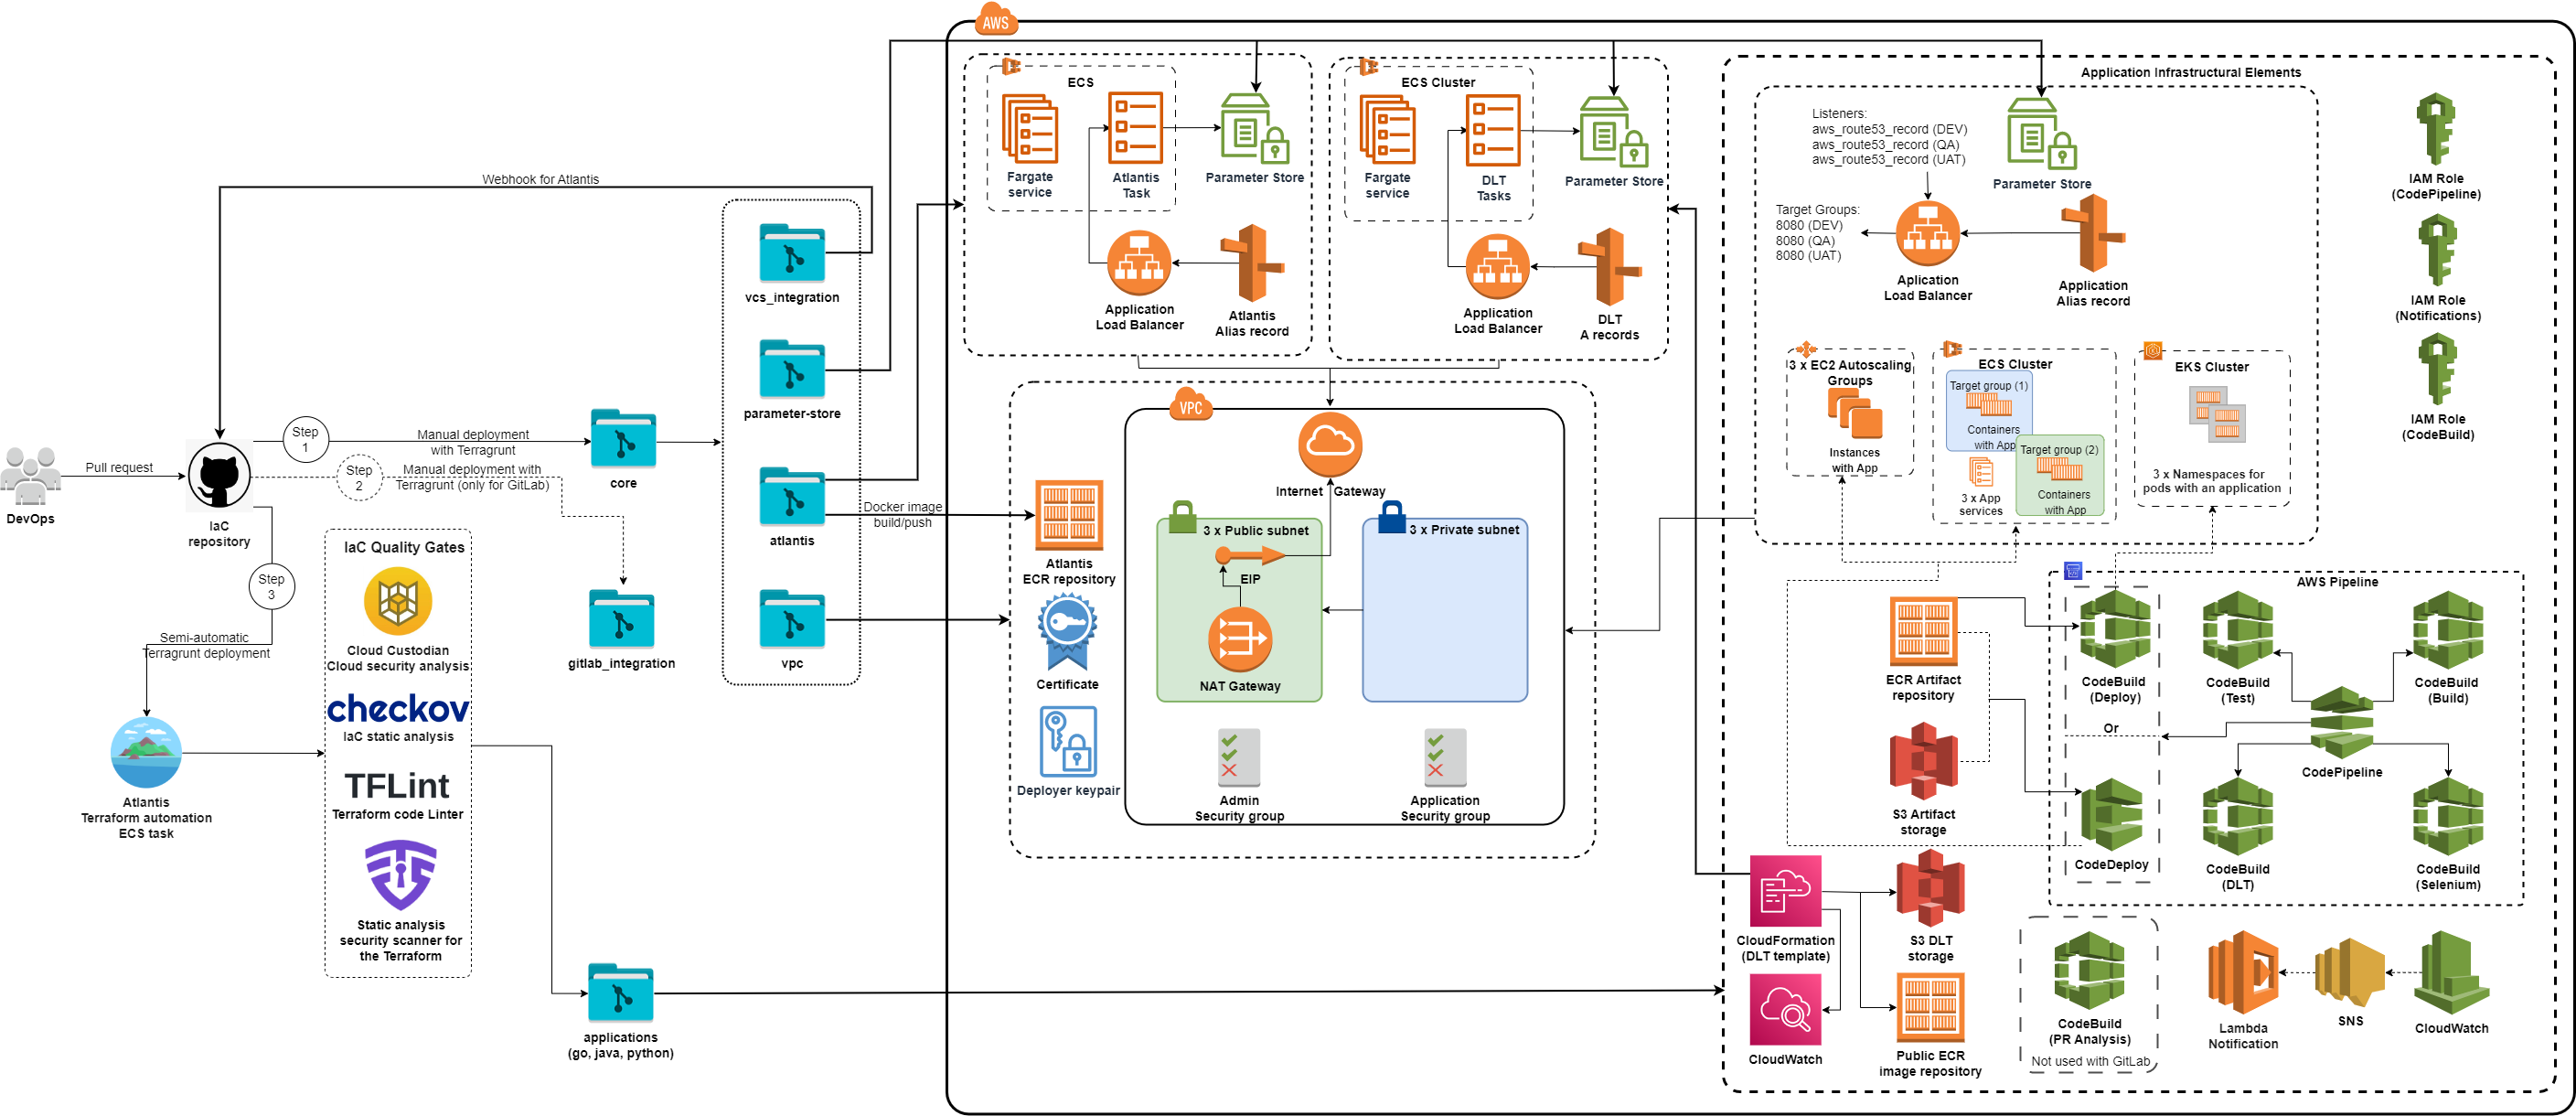 AWS
Webhook for Atlantis
DevOps
Pull request
IaC
repository
Step
1
Manual deployment
with Terragrunt
Step
2
Manual deployment with
Terragrunt (only for GitLab)
Step
3
Semi-automatic
Terragrunt deployment
Atlantis
Terraform automation
ECS task
IaC Quality Gates
Cloud Custodian
Cloud security analysis
checkov
IaC static analysis
TFLint
Terraform code Linter
Static analysis
security scanner for
the Terraform
core
gitlab_integration
applications
(go, java, python)
vcs_integration
parameter-store
atlantis
vpc
Docker image
build/push
ECS
Fargate
service
Atlantis
Task
Parameter Store
Application
Load Balancer
Atlantis
Alias record
ECS Cluster
Fargate
service
DLT
Tasks
Parameter Store
Application
Load Balancer
DLT
A records
Atlantis
ECR repository
Certificate
Deployer keypair
VPC
Internet Gateway
3 x Public subnet
EIP
NAT Gateway
3 x Private subnet
Admin
Security group
Application
Security group
Application Infrastructural Elements
Listeners:
aws_route53_record (DEV)
aws_route53_record (QA)
aws_route53_record (UAT)
Parameter Store
Target Groups:
8080 (DEV)
8080 (QA)
8080 (UAT)
Aplication
Load Balancer
Application
Alias record
3 x EC2 Autoscaling
Groups
Instances
with App
ECS Cluster
Target group (1)
Containers
with App
Target group (2)
Containers
with App
3 x App
services
EKS Cluster
3 x Namespaces for
pods with an application
IAM Role
(CodePipeline)
IAM Role
(Notifications)
IAM Role
(CodeBuild)
AWS Pipeline
ECR Artifact
repository
S3 Artifact
storage
CodeBuild
(Deploy)
Or
CodeDeploy
CodeBuild
(Test)
CodeBuild
(Build)
CodePipeline
CodeBuild
(DLT)
CodeBuild
(Selenium)
CloudFormation
(DLT template)
S3 DLT
storage
CloudWatch
Public ECR
image repository
CodeBuild
(PR Analysis)
Not used with GitLab
Lambda
Notification
SNS
CloudWatch